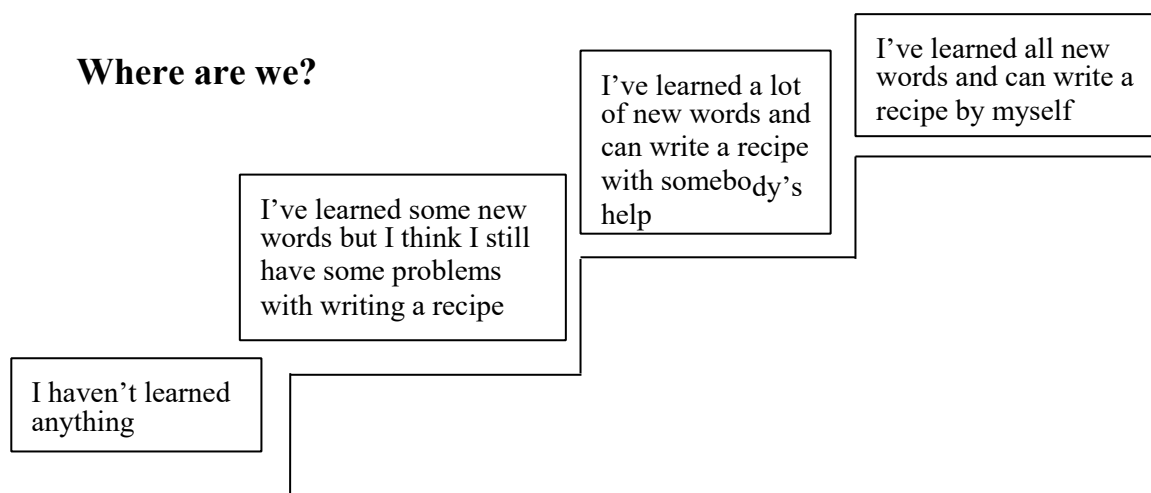 Where are we?
I haven’t learned
anything
I’ve learned some new
words but I think I still
have some problems
with writing a recipe
I’ve learned a lot
of new words and
can write a recipe
with somebody’s
help
I’ve learned all new
words and can write a
recipe by myself